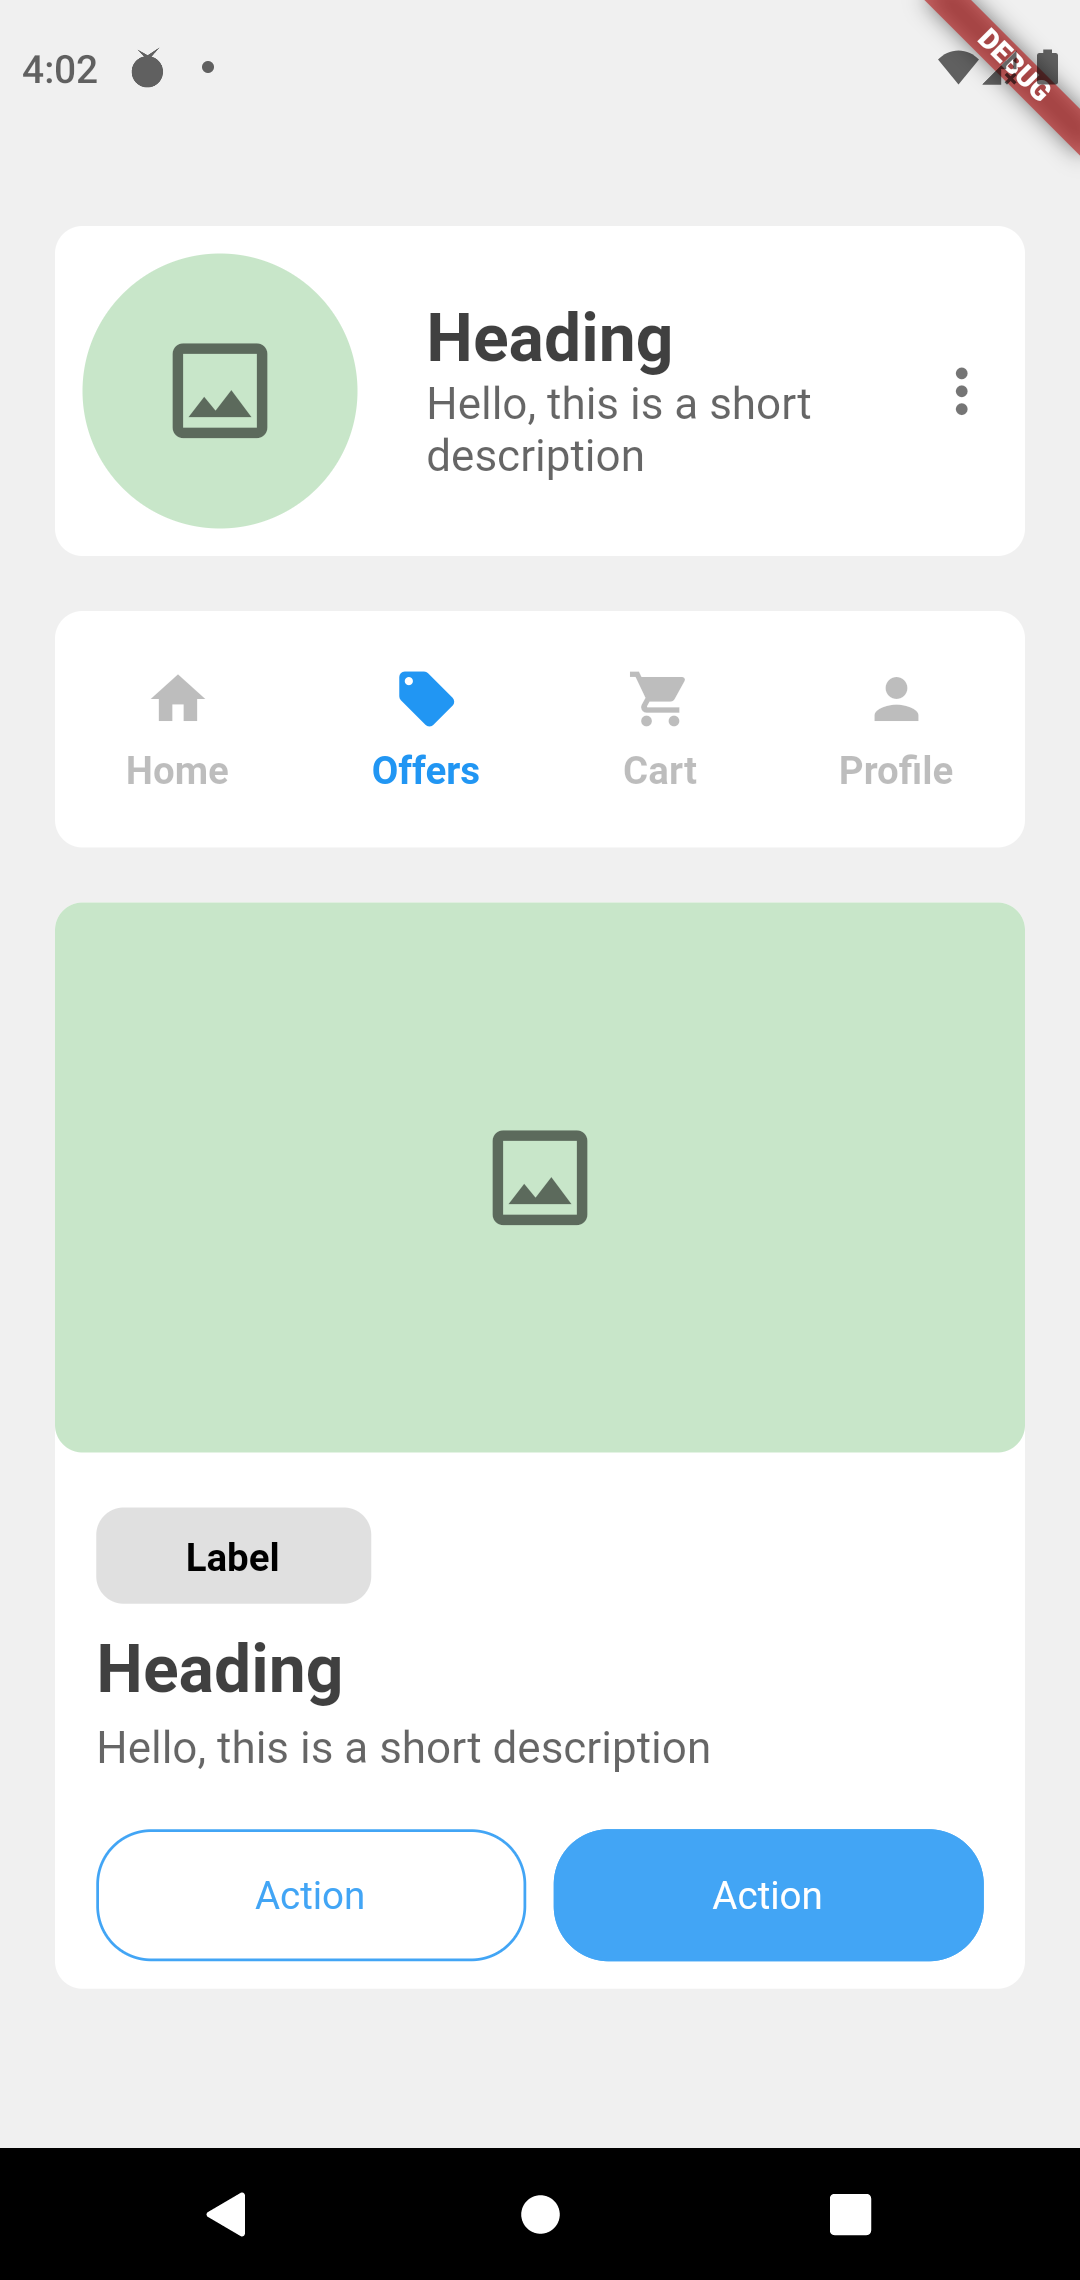 4:02
DEBUG
Heading
Hello, this is a short
description
Home Offers Cart Profile
Label
Heading
Hello, this is a short description
Action Action